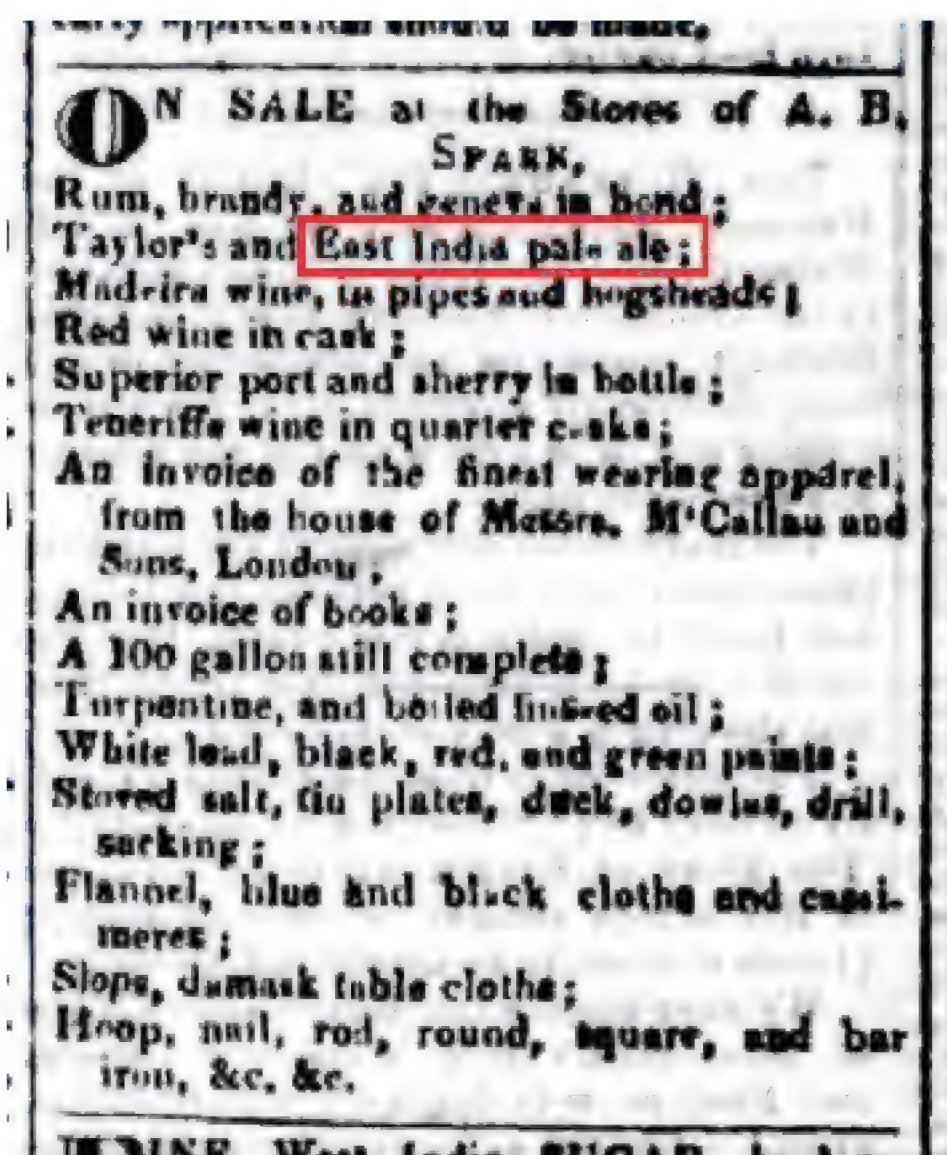 early application should be made.
ON SALE at the Stores of A. B.
SPARK,
Rum, brandy, and geneva in bond;
Taylor's and East India pale ale;
Madeira wine, in pipes and hogsheads;
Red wine in cask;
Superior port and sherry in bottle;
Teneriffe wine in quarter casks;
An invoice of the finest wearing apparel,
from the house of Messrs. M'Callan and
Sons, London;
An invoice of books;
A 100 gallon still complete;
Turpentine, and boiled linseed oil;
White lead, black, red, and green paints;
Stoved salt, tin plates, duck, dowlas, drill,
sacking;
Flannel, blue and black cloths and cassi-
meres;
Slops, damask table cloths;
Hoop, nail, rod, round, square, and bar
iron, &c. &c.
West India SUGAR